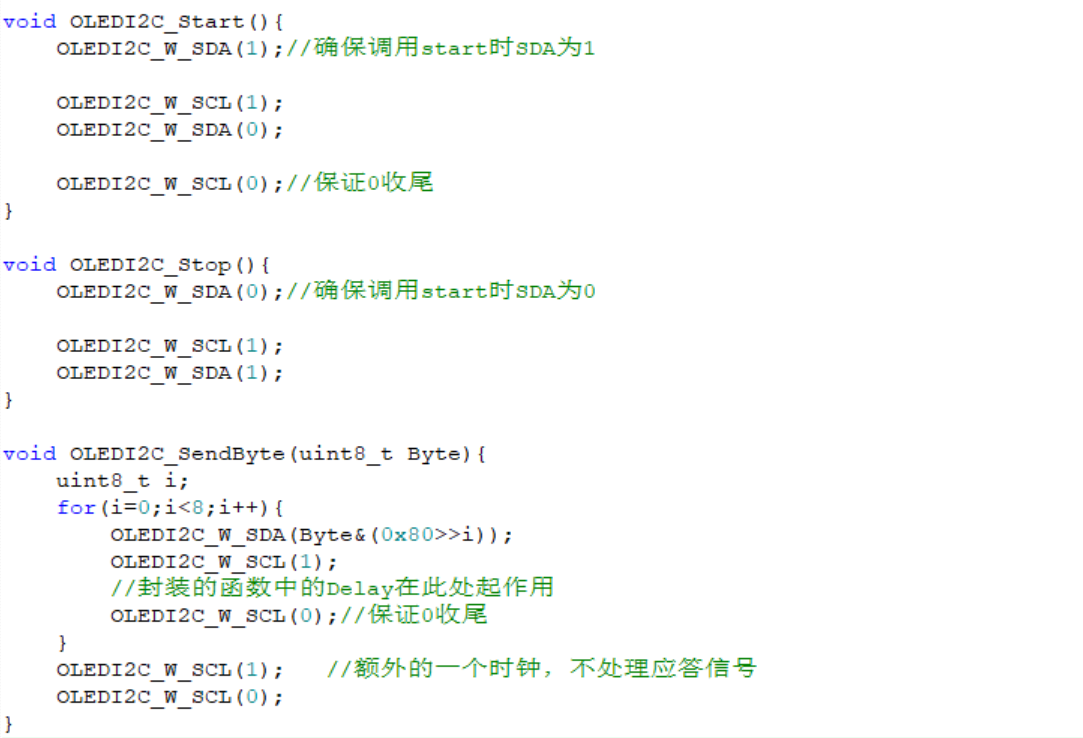 void OLEDI2C_Start(){
    OLEDI2C_W_SDA(1);//确保调用start时SDA为1
    OLEDI2C_W_SCL(1);
    OLEDI2C_W_SDA(0);
    OLEDI2C_W_SCL(0);//保证0收尾
}
void OLEDI2C_Stop(){
    OLEDI2C_W_SDA(0);//确保调用start时SDA为0
    OLEDI2C_W_SCL(1);
    OLEDI2C_W_SDA(1);
}
void OLEDI2C_SendByte(uint8_t Byte){
    uint8_t i;
    for(i=0;i<8;i++){
        OLEDI2C_W_SDA(Byte&(0x80>>i));
        OLEDI2C_W_SCL(1);
        //封装的函数中的Delay在此处起作用
        OLEDI2C_W_SCL(0);//保证0收尾
    }
    OLEDI2C_W_SCL(1);   //额外的一个时钟，不处理应答信号
    OLEDI2C_W_SCL(0);
}